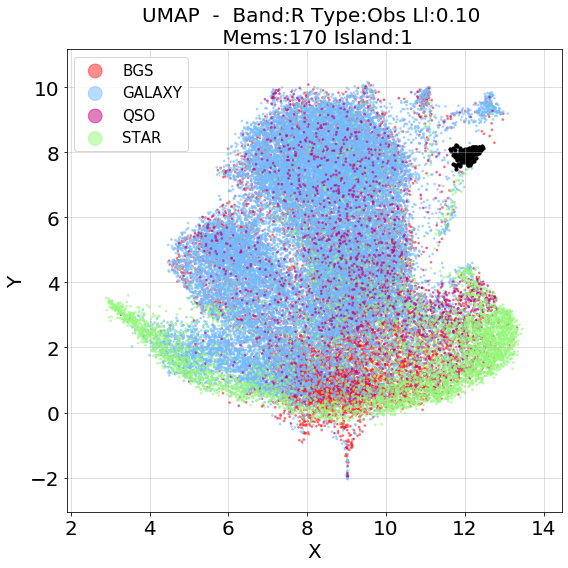 UMAP - Band:R Type:Obs Ll:0.10
Mems:170 Island:1
BGS
GALAXY
QSO
STAR
Y
10
8
6
4
2
0
−2
2 4 6 8 10 12 14
X